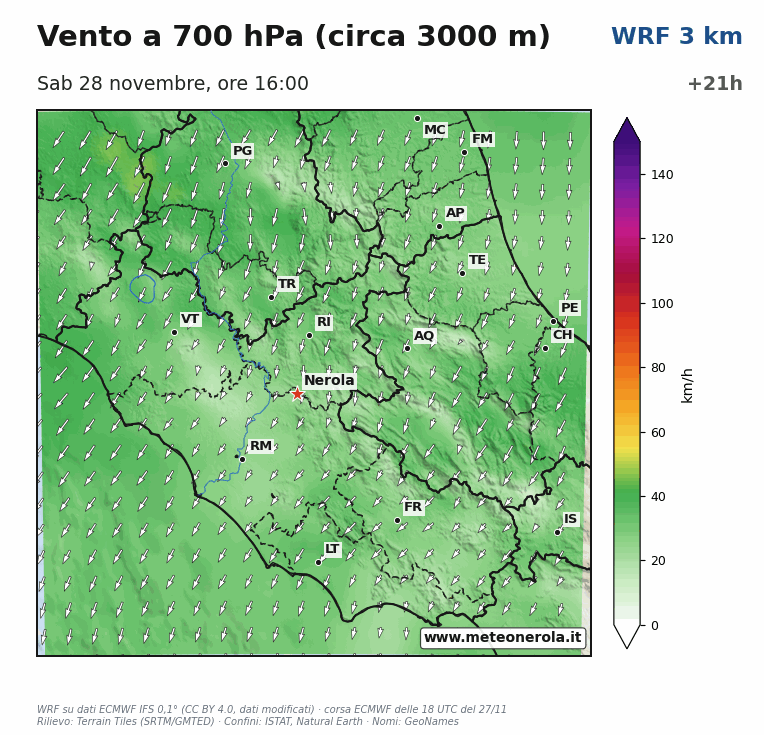 Vento a 700 hPa (circa 3000 m)
WRF 3 km
Sab 28 novembre, ore 16:00
+21h
MC
FM
PG
AP
TE
TR
PE
VT
RI
AQ
CH
Nerola
RM
FR
IS
LT
www.meteonerola.it
140
120
100
80
60
40
20
0
km/h
WRF su dati ECMWF IFS 0,1° (CC BY 4.0, dati modificati) · corsa ECMWF delle 18 UTC del 27/11
Rilievo: Terrain Tiles (SRTM/GMTED) · Confini: ISTAT, Natural Earth · Nomi: GeoNames